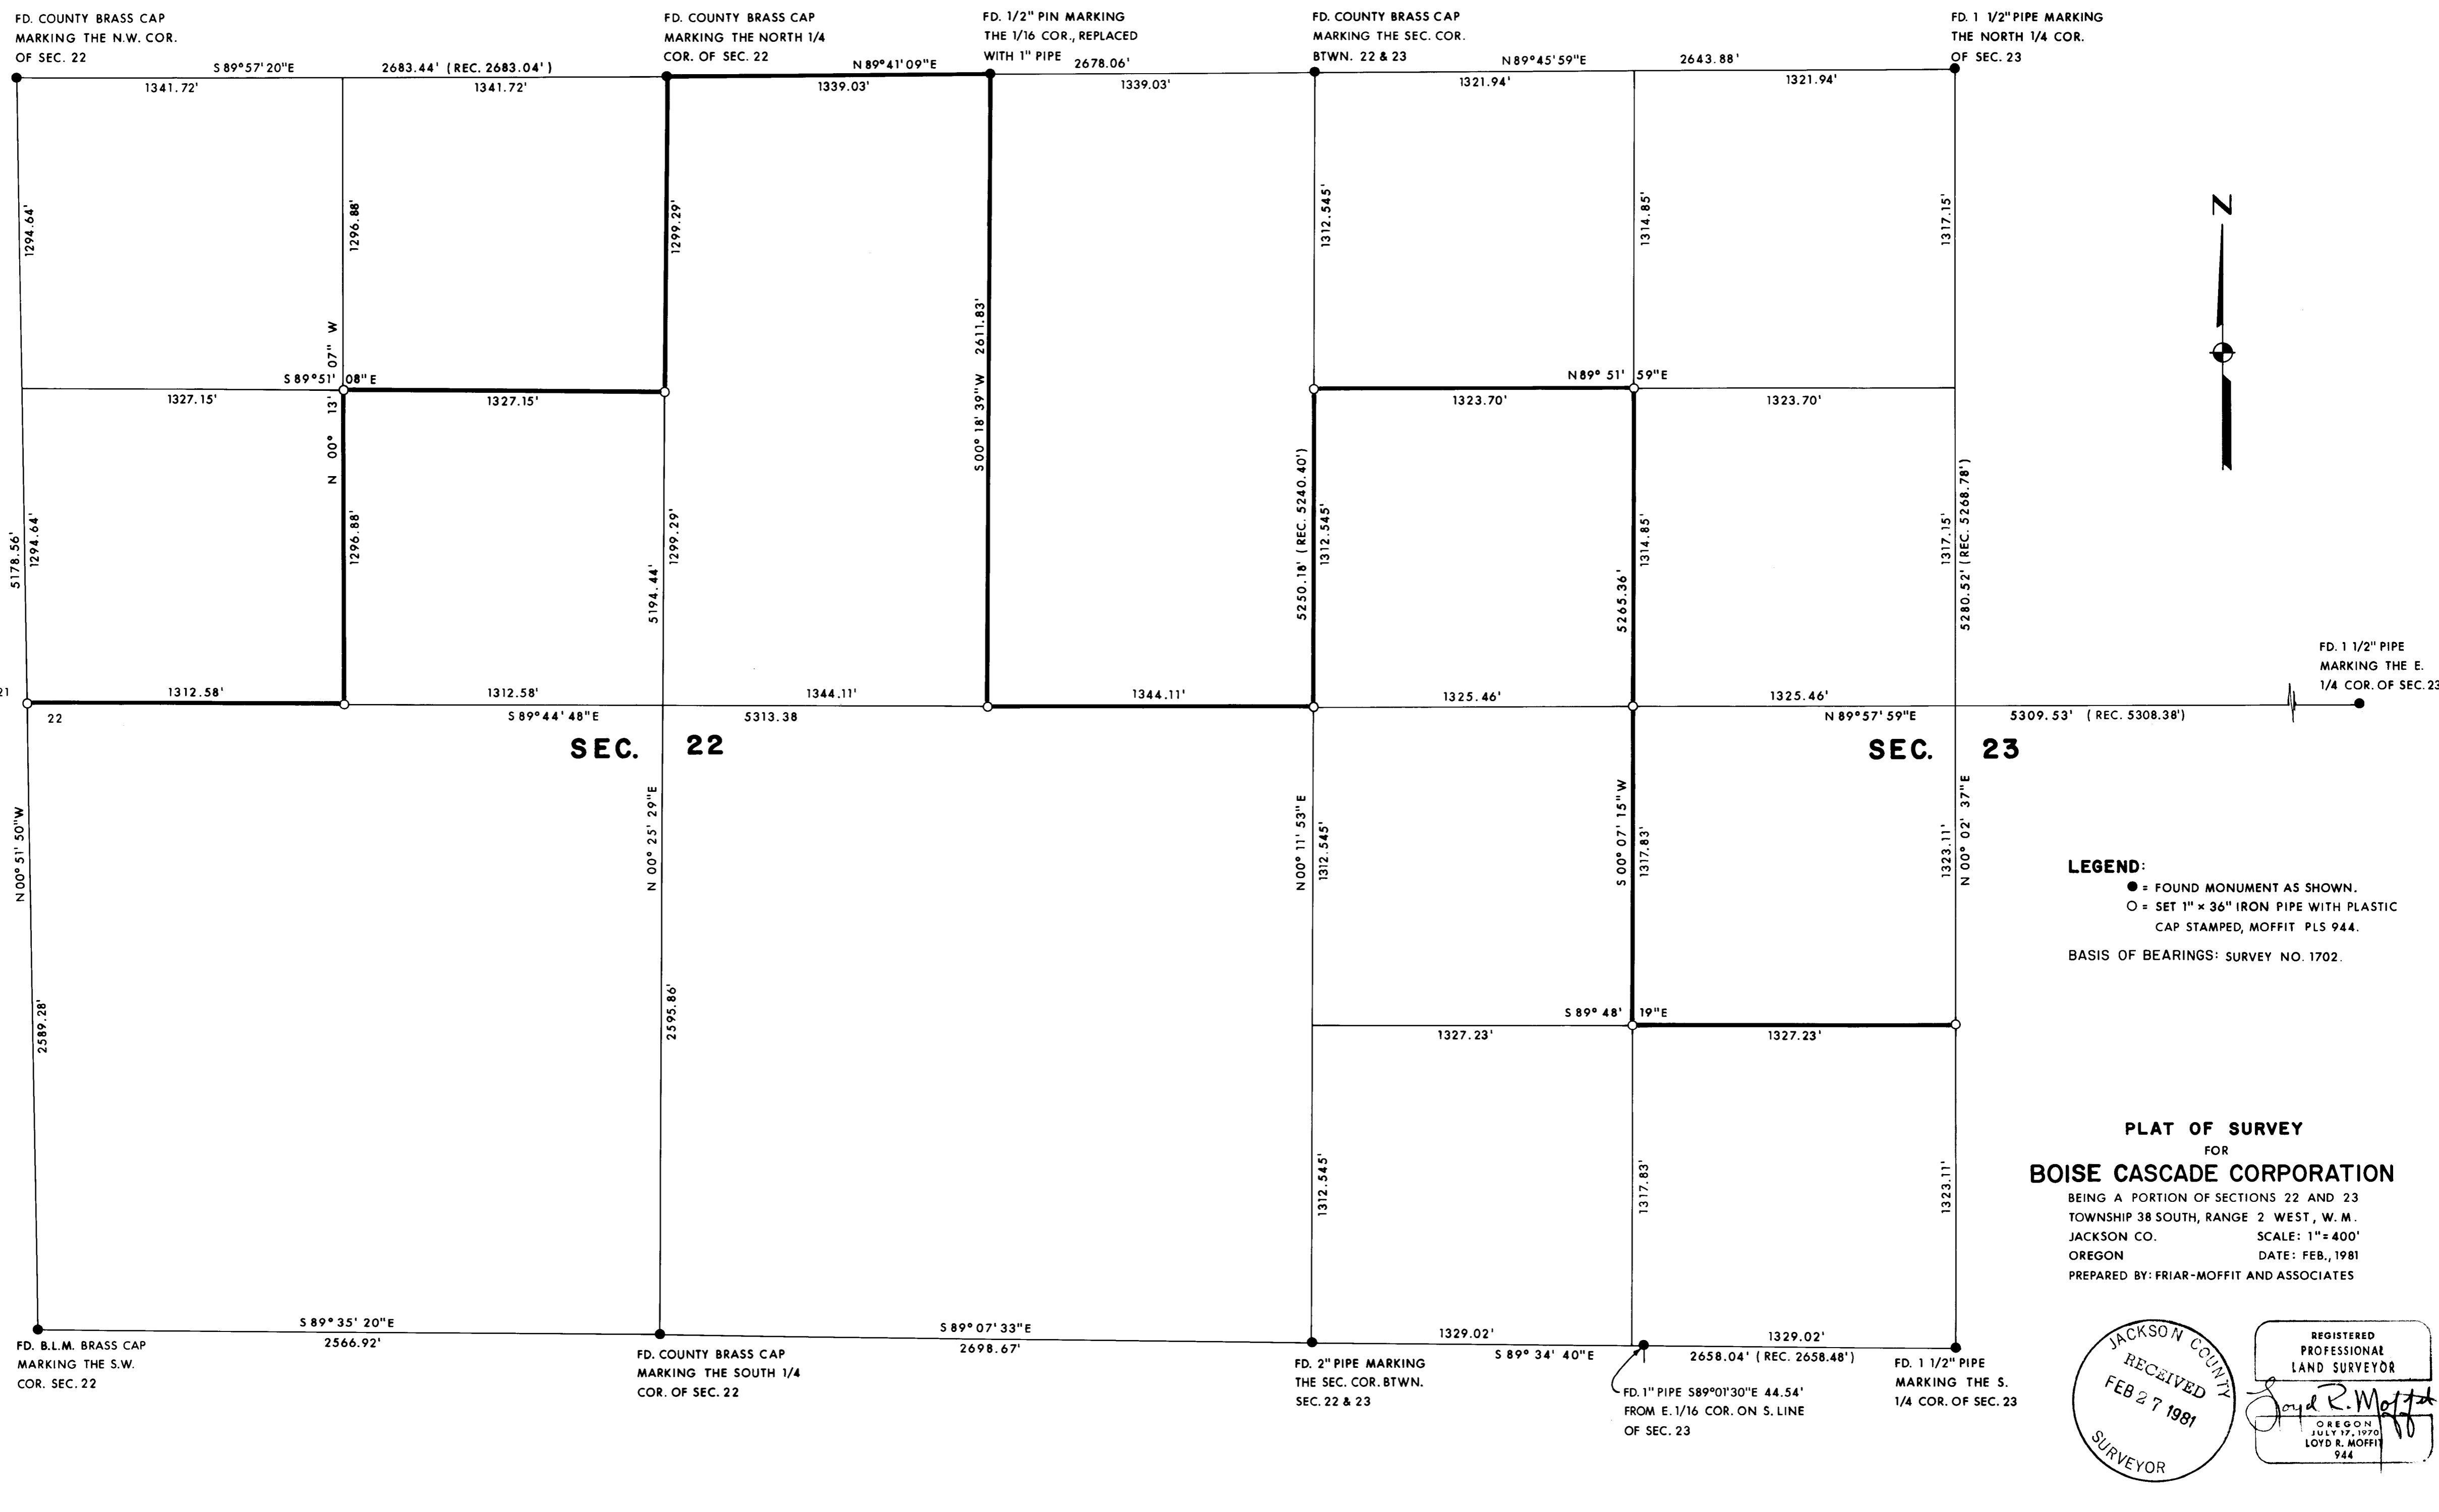 FD. COUNTY BRASS CAP
MARKING THE N.W. COR.
OF SEC. 22
FD. COUNTY BRASS CAP
MARKING THE NORTH 1/4
COR. OF SEC. 22
FD. 1/2" PIN MARKING
THE 1/16 COR., REPLACED
WITH 1" PIPE
FD. COUNTY BRASS CAP
MARKING THE SEC. COR.
BTWN. 22 & 23
FD. 1 1/2" PIPE MARKING
THE NORTH 1/4 COR.
OF SEC. 23
S 89°57'20"E
2683.44' (REC. 2683.04')
N 89°41'09"E
2678.06'
N 89°45'59"E
2643.88'
1341.72'
1341.72'
1339.03'
1339.03'
1321.94'
1321.94'
1294.64'
1296.88'
1299.29'
1312.545'
1314.85'
1317.15'
N
N 00° 13' 07" W
S 00° 18' 39"W 2611.83'
S 89°51' 08"E
1327.15'
1327.15'
N 89° 51' 59"E
1323.70'
1323.70'
5178.56'
1294.64'
1296.88'
5194.44'
1299.29'
5250.18' (REC. 5240.40')
1312.545'
5265.36'
1314.85'
1317.15'
5280.52' (REC. 5268.78')
FD. 1 1/2" PIPE
MARKING THE E.
1/4 COR. OF SEC. 23
21
22
1312.58'
1312.58'
1344.11'
1344.11'
1325.46'
1325.46'
S 89°44'48"E
5313.38
N 89°57'59"E
5309.53' (REC. 5308.38')
SEC. 22
SEC. 23
N 00° 51' 50"W
N 00° 25' 29"E
N 00° 11' 53" E
1312.545'
S 00° 07' 15" W
1317.83'
1323.11'
N 00° 02' 37"E
LEGEND:
● = FOUND MONUMENT AS SHOWN.
○ = SET 1" × 36" IRON PIPE WITH PLASTIC
CAP STAMPED, MOFFIT PLS 944.
BASIS OF BEARINGS: SURVEY NO. 1702.
2589.28'
2595.86'
S 89° 48' 19"E
1327.23'
1327.23'
1312.545'
1317.83'
1323.11'
PLAT OF SURVEY
FOR
BOISE CASCADE CORPORATION
BEING A PORTION OF SECTIONS 22 AND 23
TOWNSHIP 38 SOUTH, RANGE 2 WEST, W. M.
JACKSON CO. SCALE: 1"=400'
OREGON DATE: FEB., 1981
PREPARED BY: FRIAR-MOFFIT AND ASSOCIATES
S 89° 35' 20"E
2566.92'
S 89° 07' 33"E
2698.67'
1329.02'
1329.02'
S 89° 34' 40"E
2658.04' (REC. 2658.48')
FD. B.L.M. BRASS CAP
MARKING THE S.W.
COR. SEC. 22
FD. COUNTY BRASS CAP
MARKING THE SOUTH 1/4
COR. OF SEC. 22
FD. 2" PIPE MARKING
THE SEC. COR. BTWN.
SEC. 22 & 23
FD. 1" PIPE S89°01'30"E 44.54'
FROM E. 1/16 COR. ON S. LINE
OF SEC. 23
FD. 1 1/2" PIPE
MARKING THE S.
1/4 COR. OF SEC. 23
JACKSON COUNTY
RECEIVED
FEB 27 1981
SURVEYOR
REGISTERED
PROFESSIONAL
LAND SURVEYOR
Loyd R. Moffit
OREGON
JULY 17, 1970
LOYD R. MOFFIT
944